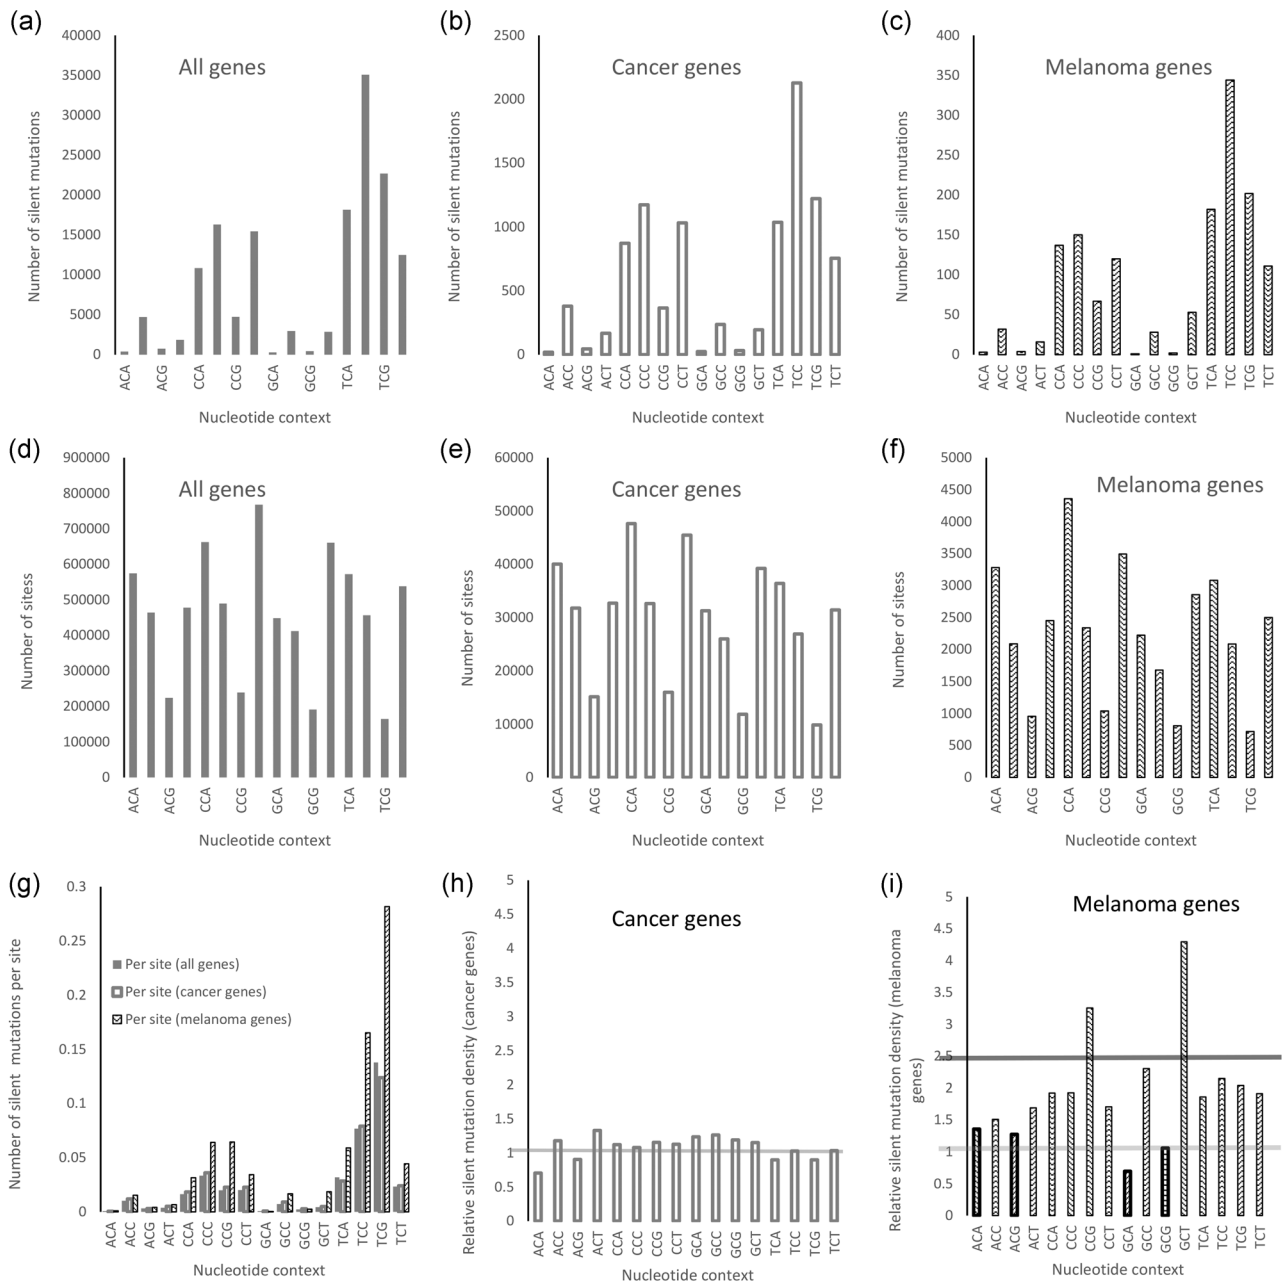 (a)
All genes
Number of silent mutations
40000
35000
30000
25000
20000
15000
10000
5000
0
ACA
ACG
CCA
CCG
GCA
GCG
TCA
TCG
Nucleotide context
(b)
Cancer genes
Number of silent mutations
2500
2000
1500
1000
500
0
ACA
ACC
ACG
ACT
CCA
CCC
CCG
CCT
GCA
GCC
GCG
GCT
TCA
TCC
TCG
TCT
Nucleotide context
(c)
Melanoma genes
Number of silent mutations
400
350
300
250
200
150
100
50
0
ACA
ACC
ACG
ACT
CCA
CCC
CCG
CCT
GCA
GCC
GCG
GCT
TCA
TCC
TCG
TCT
Nucleotide context
(d)
All genes
Number of sitess
900000
800000
700000
600000
500000
400000
300000
200000
100000
0
ACA
ACG
CCA
CCG
GCA
GCG
TCA
TCG
Nucleotide context
(e)
Cancer genes
Number of sitess
60000
50000
40000
30000
20000
10000
0
ACA
ACG
CCA
CCG
GCA
GCG
TCA
TCG
Nucleotide context
(f)
Melanoma genes
Number of sitess
5000
4500
4000
3500
3000
2500
2000
1500
1000
500
0
ACA
ACG
CCA
CCG
GCA
GCG
TCA
TCG
Nucleotide context
(g)
Number of silent mutations per site
0.3
0.25
0.2
0.15
0.1
0.05
0
Per site (all genes)
Per site (cancer genes)
Per site (melanoma genes)
ACA
ACC
ACG
ACT
CCA
CCC
CCG
CCT
GCA
GCC
GCG
GCT
TCA
TCC
TCG
TCT
Nucleotide context
(h)
Cancer genes
Relative silent mutation density (cancer genes)
5
4.5
4
3.5
3
2.5
2
1.5
1
0.5
0
ACA
ACC
ACG
ACT
CCA
CCC
CCG
CCT
GCA
GCC
GCG
GCT
TCA
TCC
TCG
TCT
Nucleotide context
(i)
Melanoma genes
Relative silent mutation density (melanoma
genes)
5
4.5
4
3.5
3
2.5
2
1.5
1
0.5
0
ACA
ACC
ACG
ACT
CCA
CCC
CCG
CCT
GCA
GCC
GCG
GCT
TCA
TCC
TCG
TCT
Nucleotide context